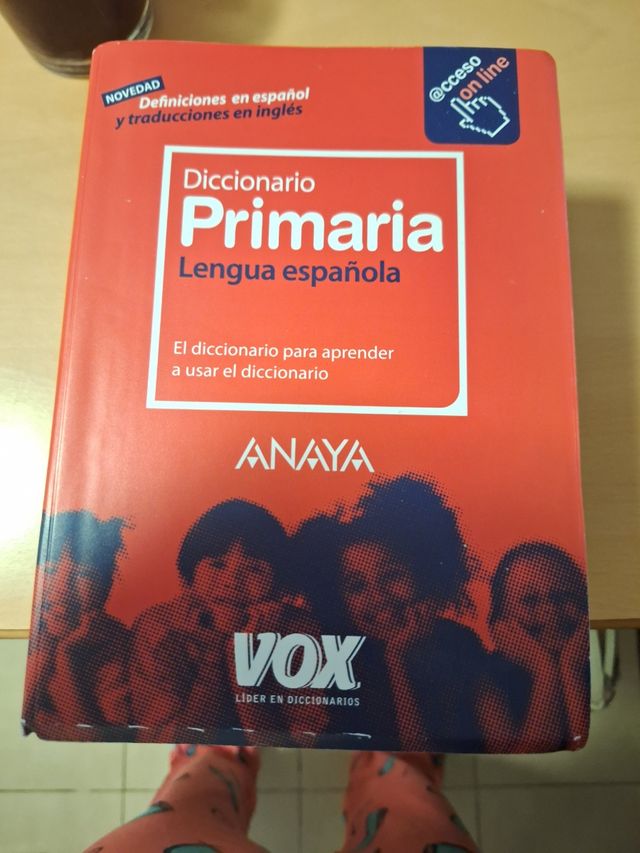 NOVEDAD
Definiciones en español
y traducciones en inglés
@cceso
on line
Diccionario
Primaria
Lengua española
El diccionario para aprender
a usar el diccionario
ANAYA
VOX
LÍDER EN DICCIONARIOS